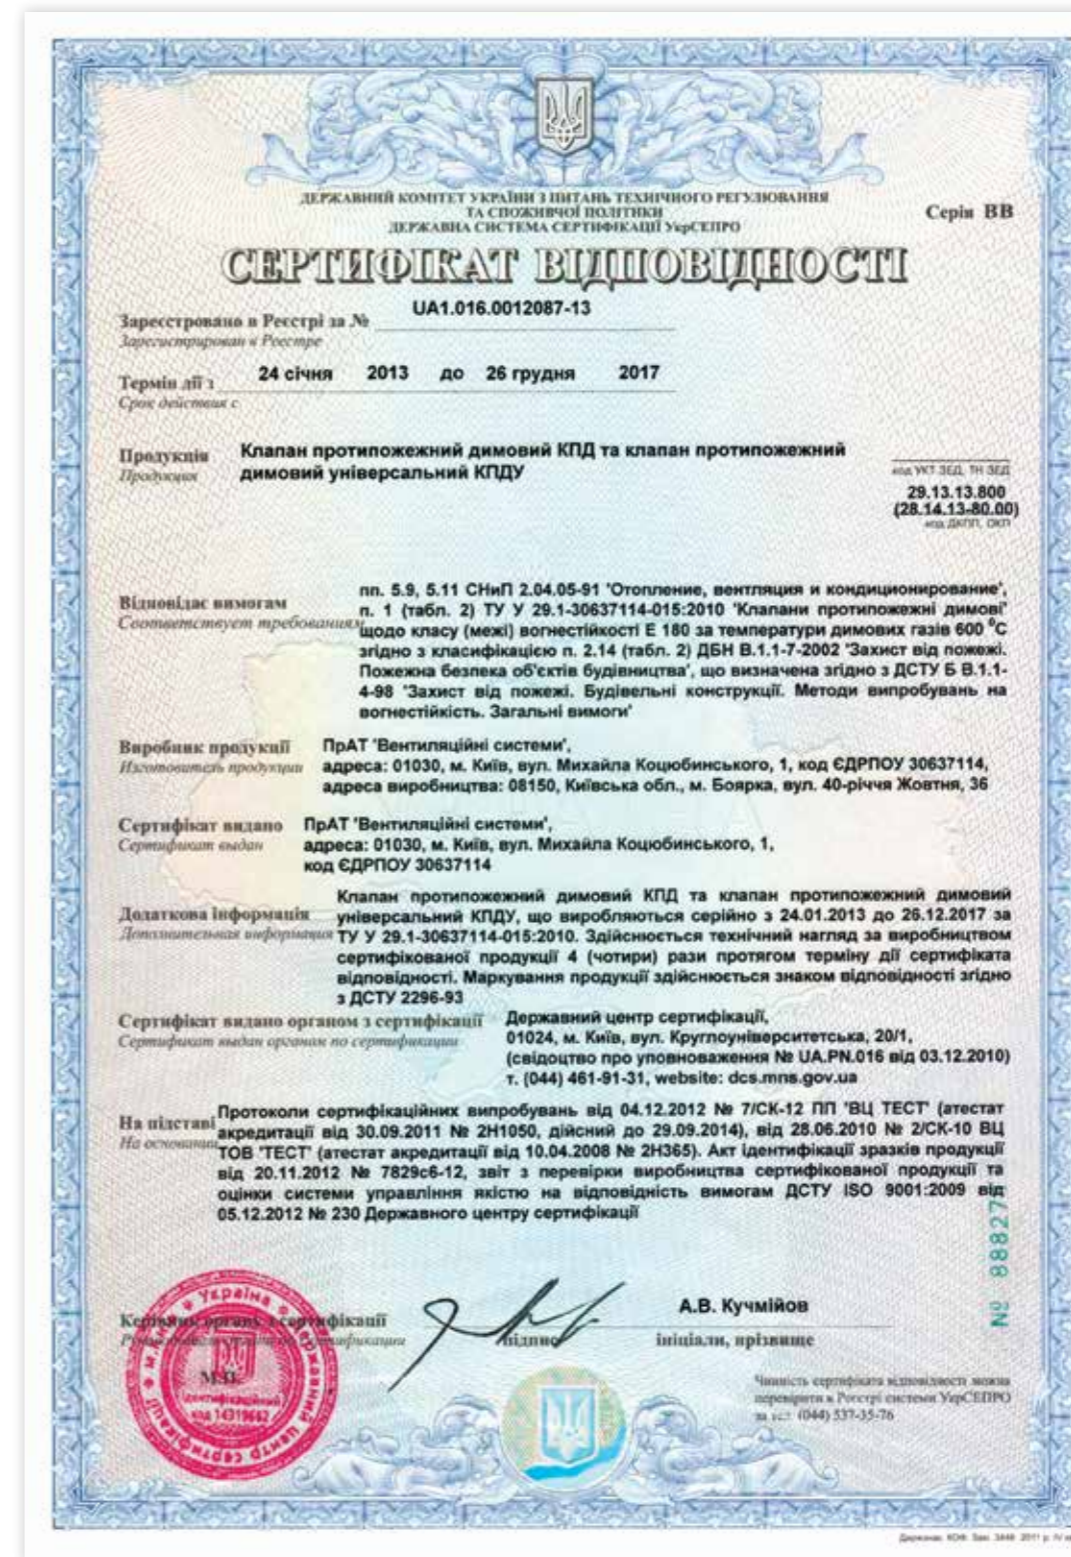 ДЕРЖАВНИЙ КОМІТЕТ УКРАЇНИ З ПИТАНЬ ТЕХНІЧНОГО РЕГУЛЮВАННЯ
ТА СПОЖИВЧОЇ ПОЛІТИКИ
ДЕРЖАВНА СИСТЕМА СЕРТИФІКАЦІЇ УкрСЕПРО
Серія ВВ
СЕРТИФІКАТ ВІДПОВІДНОСТІ
Зареєстровано в Реєстрі за № UA1.016.0012087-13
Зарегистрирован в Реестре
Термін дії з 24 січня 2013 до 26 грудня 2017
Срок действия с
Продукція Клапан протипожежний димовий КПД та клапан протипожежний
Продукция димовий універсальний КПДУ
код УКТ ЗЕД, ТН ЗЕД
29.13.13.800
(28.14.13-80.00)
код ДКПП, ОКП
Відповідає вимогам
Соответствует требованиям
пп. 5.9, 5.11 СНиП 2.04.05-91 'Отопление, вентляция и кондиционирование',
п. 1 (табл. 2) ТУ У 29.1-30637114-015:2010 'Клапани протипожежні димові'
щодо класу (межі) вогнестійкості Е 180 за температури димових газів 600 ⁰С
згідно з класифікацією п. 2.14 (табл. 2) ДБН В.1.1-7-2002 'Захист від пожежі.
Пожежна безпека об'єктів будівництва', що визначена згідно з ДСТУ Б В.1.1-
4-98 'Захист від пожежі. Будівельні конструкції. Методи випробувань на
вогнестійкість. Загальні вимоги'
Виробник продукції
Изготовитель продукции
ПрАТ 'Вентиляційні системи',
адреса: 01030, м. Київ, вул. Михайла Коцюбинського, 1, код ЄДРПОУ 30637114,
адреса виробництва: 08150, Київська обл., м. Боярка, вул. 40-річчя Жовтня, 36
Сертифікат видано
Сертификат выдан
ПрАТ 'Вентиляційні системи',
адреса: 01030, м. Київ, вул. Михайла Коцюбинського, 1,
код ЄДРПОУ 30637114
Додаткова інформація
Дополнительная информация
Клапан протипожежний димовий КПД та клапан протипожежний димовий
універсальний КПДУ, що виробляються серійно з 24.01.2013 до 26.12.2017 за
ТУ У 29.1-30637114-015:2010. Здійснюється технічний нагляд за виробництвом
сертифікованої продукції 4 (чотири) рази протягом терміну дії сертифіката
відповідності. Маркування продукції здійснюється знаком відповідності згідно
з ДСТУ 2296-93
Сертифікат видано органом з сертифікації
Сертификат выдан органом по сертификации
Державний центр сертифікації,
01024, м. Київ, вул. Круглоуніверситетська, 20/1,
(свідоцтво про уповноваження № UA.PN.016 від 03.12.2010)
т. (044) 461-91-31, website: dcs.mns.gov.ua
На підставі
На основании
Протоколи сертифікаційних випробувань від 04.12.2012 № 7/СК-12 ПП 'ВЦ ТЕСТ' (атестат
акредитації від 30.09.2011 № 2Н1050, дійсний до 29.09.2014), від 28.06.2010 № 2/СК-10 ВЦ
ТОВ 'ТЕСТ' (атестат акредитації від 10.04.2008 № 2Н365). Акт ідентифікації зразків продукції
від 20.11.2012 № 7829с6-12, звіт з перевірки виробництва сертифікованої продукції та
оцінки системи управління якістю на відповідність вимогам ДСТУ ISO 9001:2009 від
05.12.2012 № 230 Державного центру сертифікації
Керівник органу з сертифікації
А.В. Кучмійов
підпис
ініціали, прізвище
М.П.
Україна м. Київ Державний центр сертифікації
Ідентифікаційний
код 14315662
Чинність сертифіката відповідності можна
перевірити в Реєстрі системи УкрСЕПРО
за тел. (044) 537-35-76